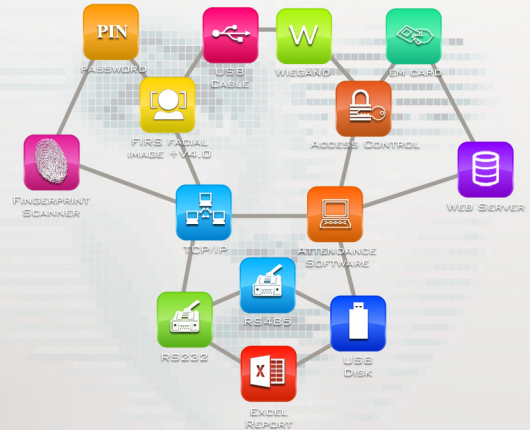 PIN
PASSWORD
USB
CABLE
W
WIEGAND
EM CARD
FIRS FACIAL
IMAGE +V4.0
ACCESS CONTROL
FINGERPRINT
SCANNER
WEB SERVER
TCP/IP
ATTENDANCE
SOFTWARE
RS485
RS232
USB
DISK
X
EXCEL
REPORT